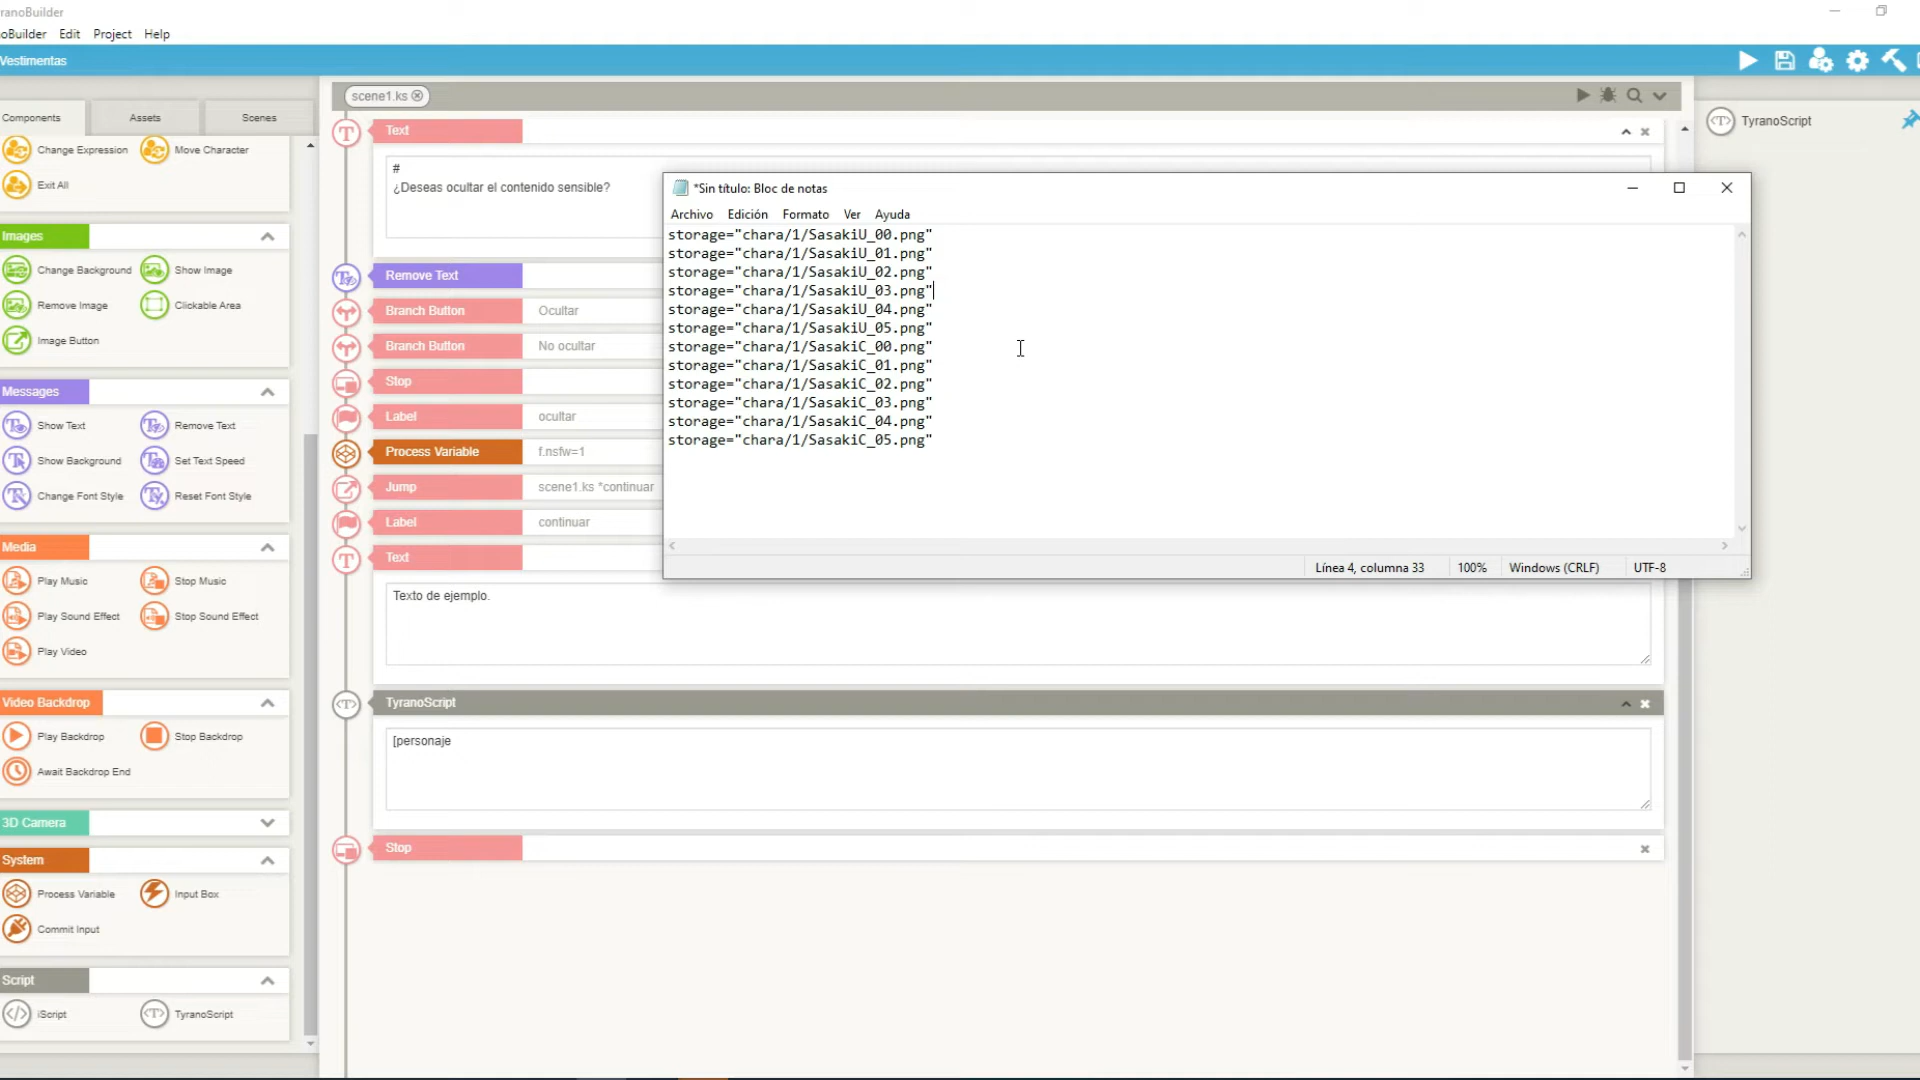 ranoBuilder
oBuilder Edit Project Help
Vestimentas
Components Assets Scenes
Change Expression Move Character
Exit All
Images
Change Background Show Image
Remove Image Clickable Area
Image Button
Messages
Show Text Remove Text
Show Background Set Text Speed
Change Font Style Reset Font Style
Media
Play Music Stop Music
Play Sound Effect Stop Sound Effect
Play Video
Video Backdrop
Play Backdrop Stop Backdrop
Await Backdrop End
3D Camera
System
Process Variable Input Box
Commit Input
Script
iScript TyranoScript
scene1.ks
Text
#
¿Deseas ocultar el contenido sensible?
Remove Text
Branch Button Ocultar
Branch Button No ocultar
Stop
Label ocultar
Process Variable f.nsfw=1
Jump scene1.ks *continuar
Label continuar
Text
Texto de ejemplo.
TyranoScript
[personaje
Stop
*Sin título: Bloc de notas
Archivo Edición Formato Ver Ayuda
storage="chara/1/SasakiU_00.png"
storage="chara/1/SasakiU_01.png"
storage="chara/1/SasakiU_02.png"
storage="chara/1/SasakiU_03.png"
storage="chara/1/SasakiU_04.png"
storage="chara/1/SasakiU_05.png"
storage="chara/1/SasakiC_00.png"
storage="chara/1/SasakiC_01.png"
storage="chara/1/SasakiC_02.png"
storage="chara/1/SasakiC_03.png"
storage="chara/1/SasakiC_04.png"
storage="chara/1/SasakiC_05.png"
Línea 4, columna 33 100% Windows (CRLF) UTF-8
TyranoScript